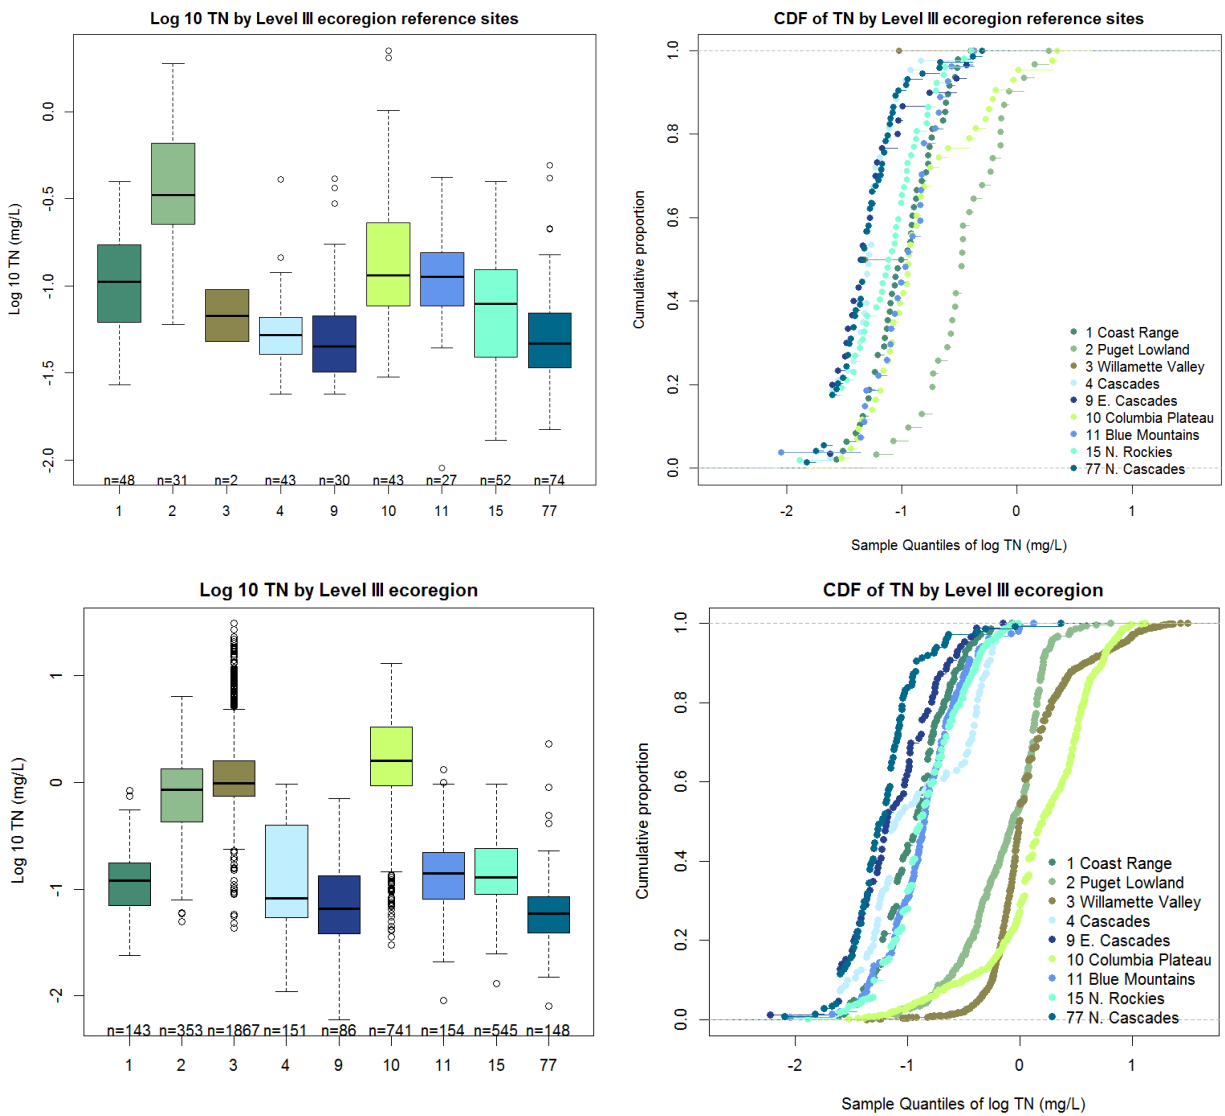 Log 10 TN by Level III ecoregion reference sites
Log 10 TN (mg/L)
0.0
-0.5
-1.0
-1.5
-2.0
n=48 n=31 n=2 n=43 n=30 n=43 n=27 n=52 n=74
1 2 3 4 9 10 11 15 77
CDF of TN by Level III ecoregion reference sites
Cumulative proportion
1.0
0.8
0.6
0.4
0.2
0.0
1 Coast Range
2 Puget Lowland
3 Willamette Valley
4 Cascades
9 E. Cascades
10 Columbia Plateau
11 Blue Mountains
15 N. Rockies
77 N. Cascades
-2 -1 0 1
Sample Quantiles of log TN (mg/L)
Log 10 TN by Level III ecoregion
Log 10 TN (mg/L)
1
0
-1
-2
n=143 n=353 n=1867 n=151 n=86 n=741 n=154 n=545 n=148
1 2 3 4 9 10 11 15 77
CDF of TN by Level III ecoregion
Cumulative proportion
1.0
0.8
0.6
0.4
0.2
0.0
1 Coast Range
2 Puget Lowland
3 Willamette Valley
4 Cascades
9 E. Cascades
10 Columbia Plateau
11 Blue Mountains
15 N. Rockies
77 N. Cascades
-2 -1 0 1
Sample Quantiles of log TN (mg/L)